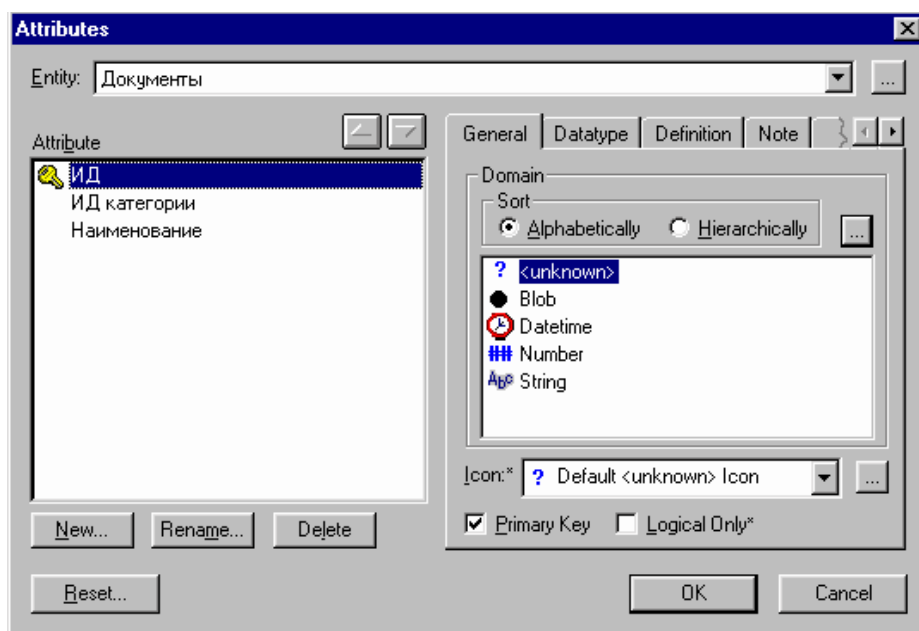 Attributes
Entity: Документы
...
Attribute
ИД
ИД категории
Наименование
New... Rename... Delete
General Datatype Definition Note
Domain
Sort
Alphabetically Hierarchically ...
? <unknown>
Blob
Datetime
Number
Abc String
Icon:* ? Default <unknown> Icon ...
Primary Key Logical Only*
Reset... OK Cancel